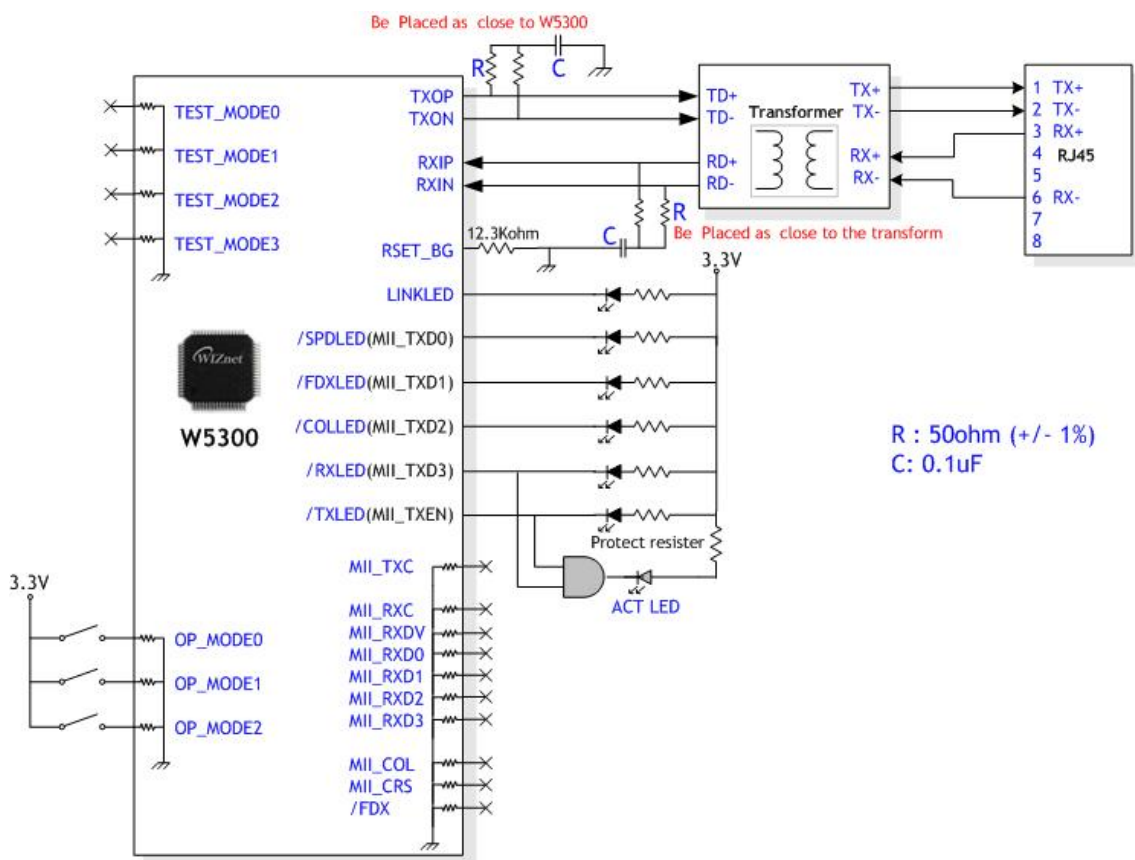 Be Placed as close to W5300
R
C
TXOP
TXON
RXIP
RXIN
RSET_BG
12.3Kohm
TD+
TD-
RD+
RD-
Transformer
TX+
TX-
RX+
RX-
1 TX+
2 TX-
3 RX+
4
5
6 RX-
7
8
RJ45
R
C
Be Placed as close to the transform
3.3V
TEST_MODE0
TEST_MODE1
TEST_MODE2
TEST_MODE3
WIZnet
W5300
LINKLED
/SPDLED(MII_TXD0)
/FDXLED(MII_TXD1)
/COLLED(MII_TXD2)
/RXLED(MII_TXD3)
/TXLED(MII_TXEN)
R : 50ohm (+/- 1%)
C: 0.1uF
Protect resister
ACT LED
MII_TXC
MII_RXC
MII_RXDV
MII_RXD0
MII_RXD1
MII_RXD2
MII_RXD3
MII_COL
MII_CRS
/FDX
3.3V
OP_MODE0
OP_MODE1
OP_MODE2